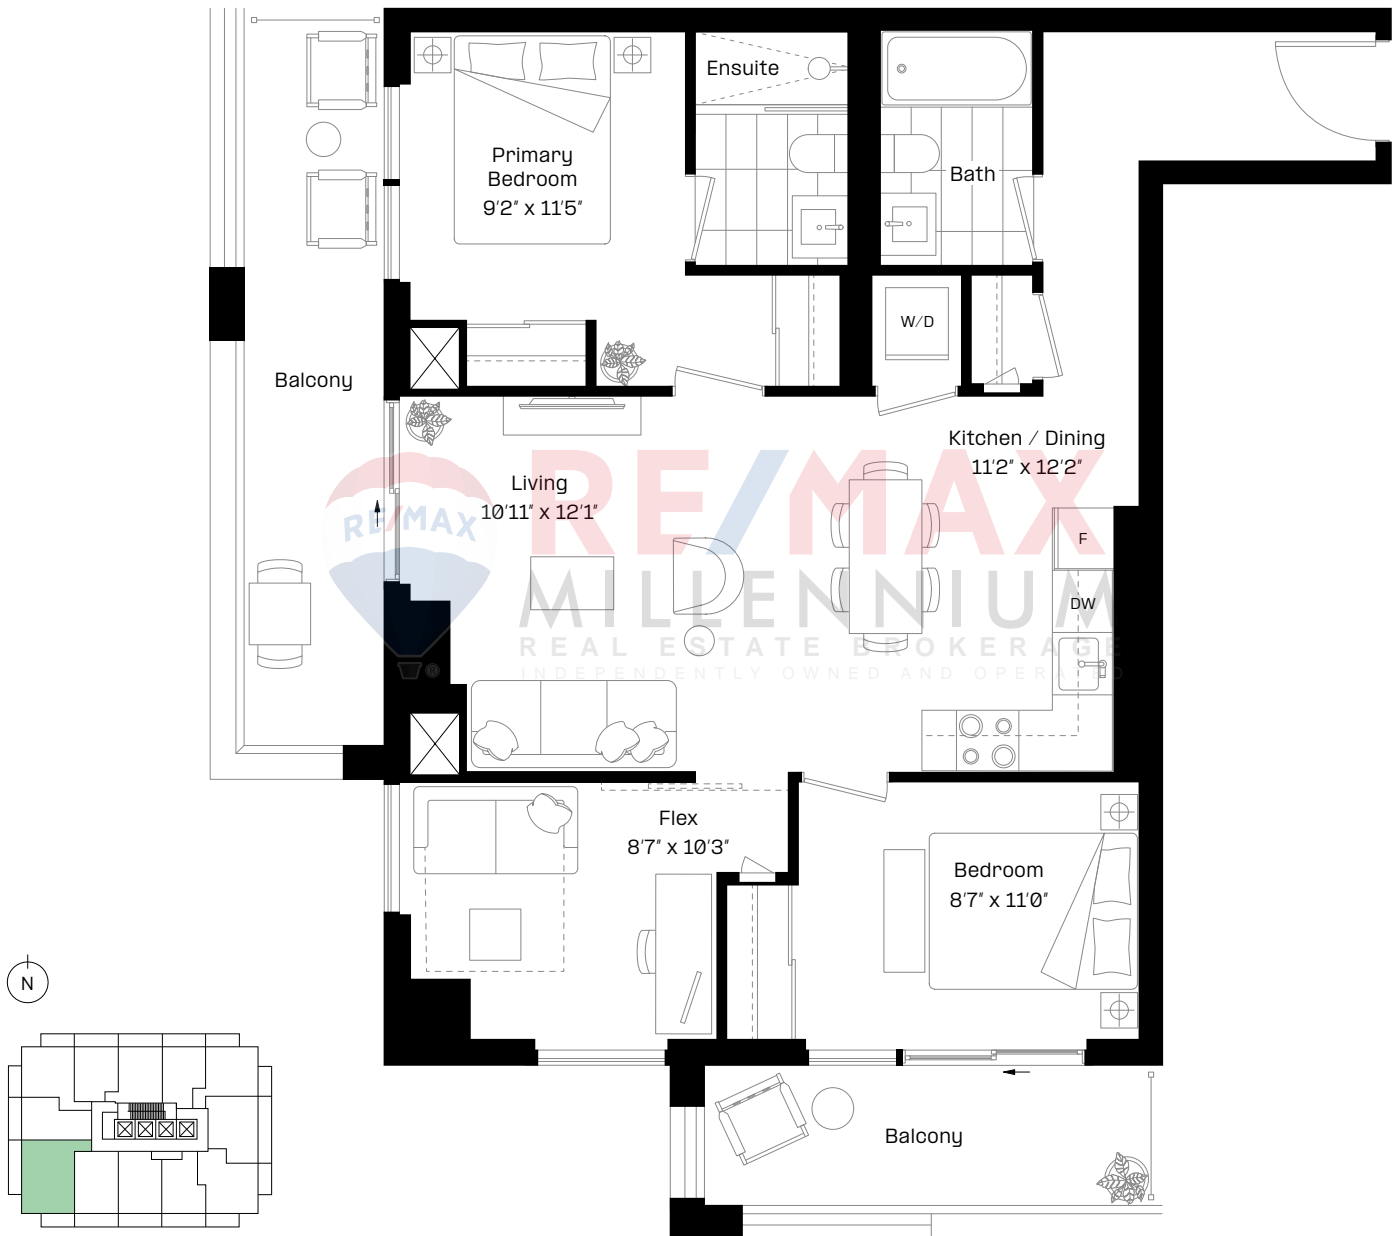 Ensuite
Primary
Bedroom
9'2" x 11'5"
Bath
W/D
Balcony
Kitchen / Dining
11'2" x 12'2"
Living
10'11" x 12'1"
RE/MAX
RE/MAX
F
MILLENNIUM
DW
REAL ESTATE BROKERAGE
INDEPENDENTLY OWNED AND OPERATED
®
Flex
8'7" x 10'3"
Bedroom
8'7" x 11'0"
N
Balcony